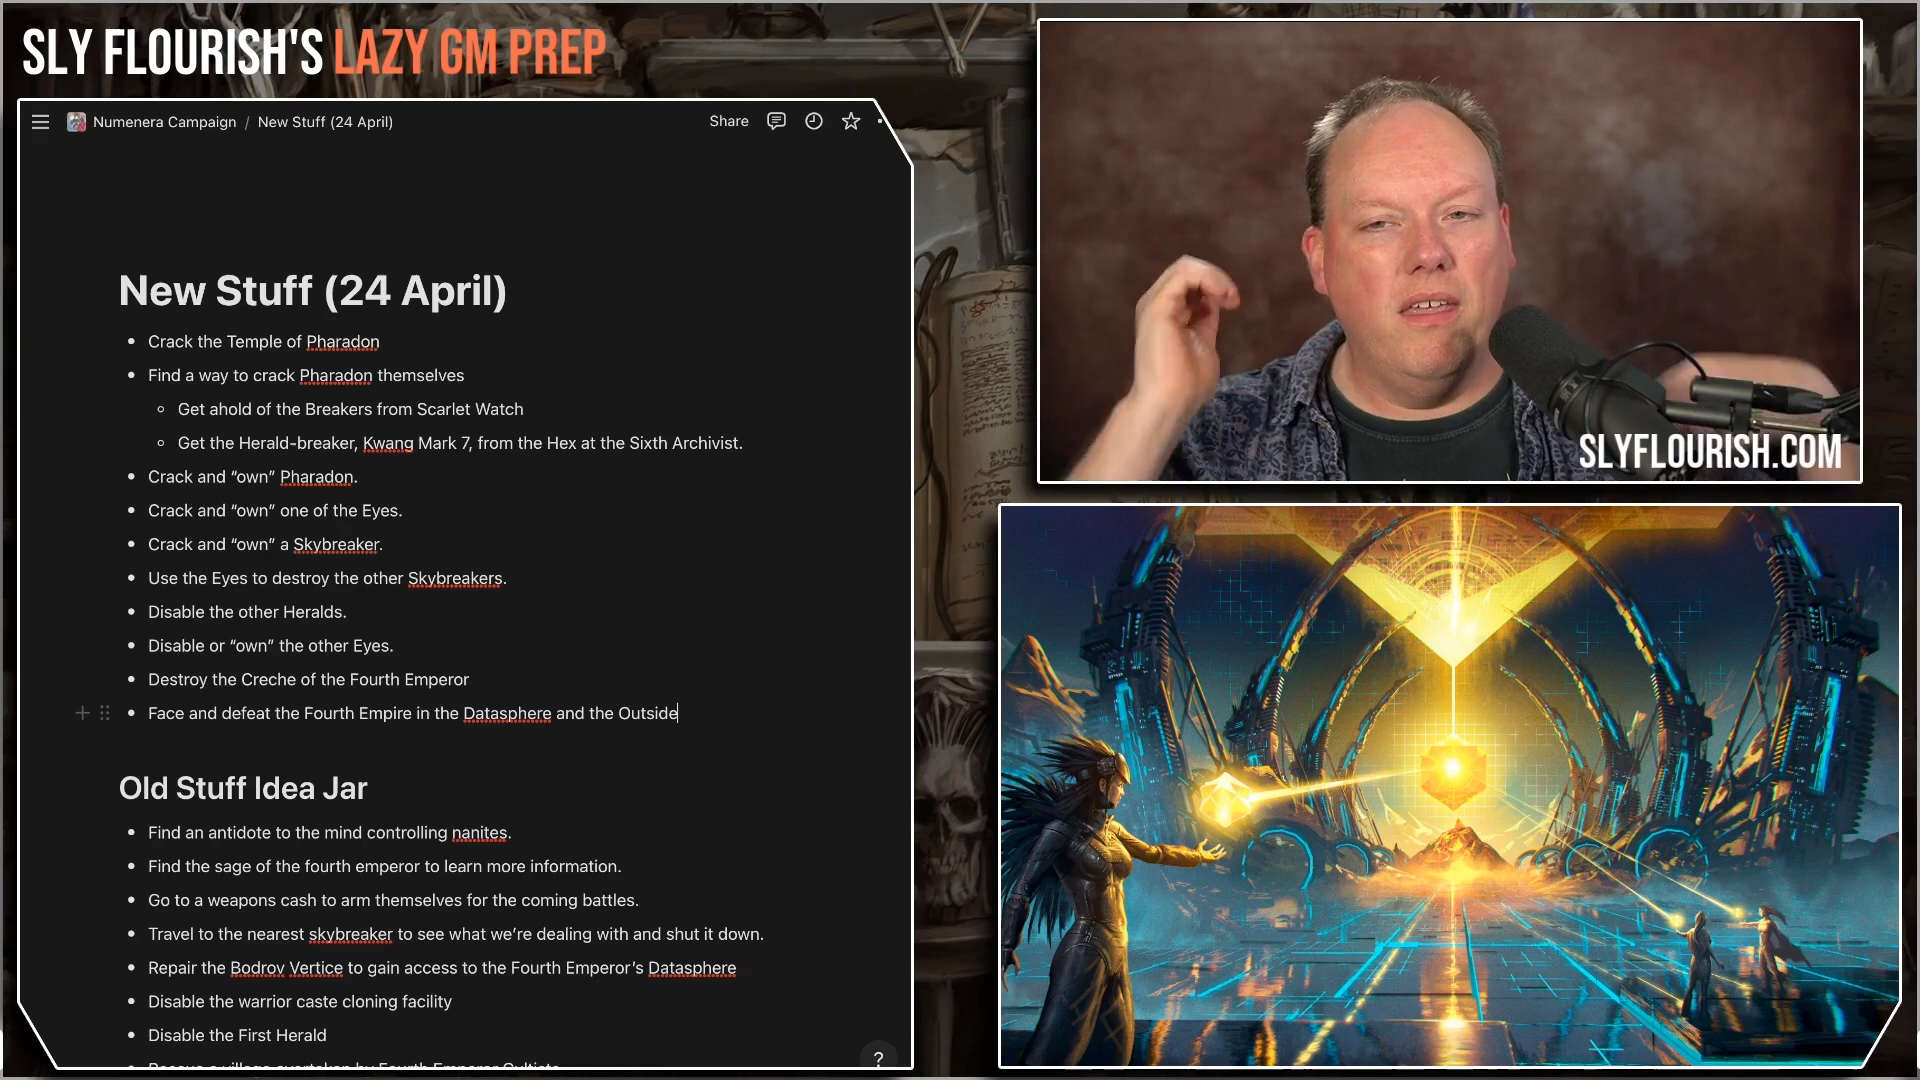 SLY FLOURISH'S LAZY GM PREP
Numenera Campaign / New Stuff (24 April)
Share
New Stuff (24 April)
Crack the Temple of Pharadon
Find a way to crack Pharadon themselves
Get ahold of the Breakers from Scarlet Watch
Get the Herald-breaker, Kwang Mark 7, from the Hex at the Sixth Archivist.
Crack and “own” Pharadon.
Crack and “own” one of the Eyes.
Crack and “own” a Skybreaker.
Use the Eyes to destroy the other Skybreakers.
Disable the other Heralds.
Disable or “own” the other Eyes.
Destroy the Creche of the Fourth Emperor
Face and defeat the Fourth Empire in the Datasphere and the Outside
Old Stuff Idea Jar
Find an antidote to the mind controlling nanites.
Find the sage of the fourth emperor to learn more information.
Go to a weapons cash to arm themselves for the coming battles.
Travel to the nearest skybreaker to see what we’re dealing with and shut it down.
Repair the Bodrov Vertice to gain access to the Fourth Emperor’s Datasphere
Disable the warrior caste cloning facility
Disable the First Herald
?
SLYFLOURISH.COM